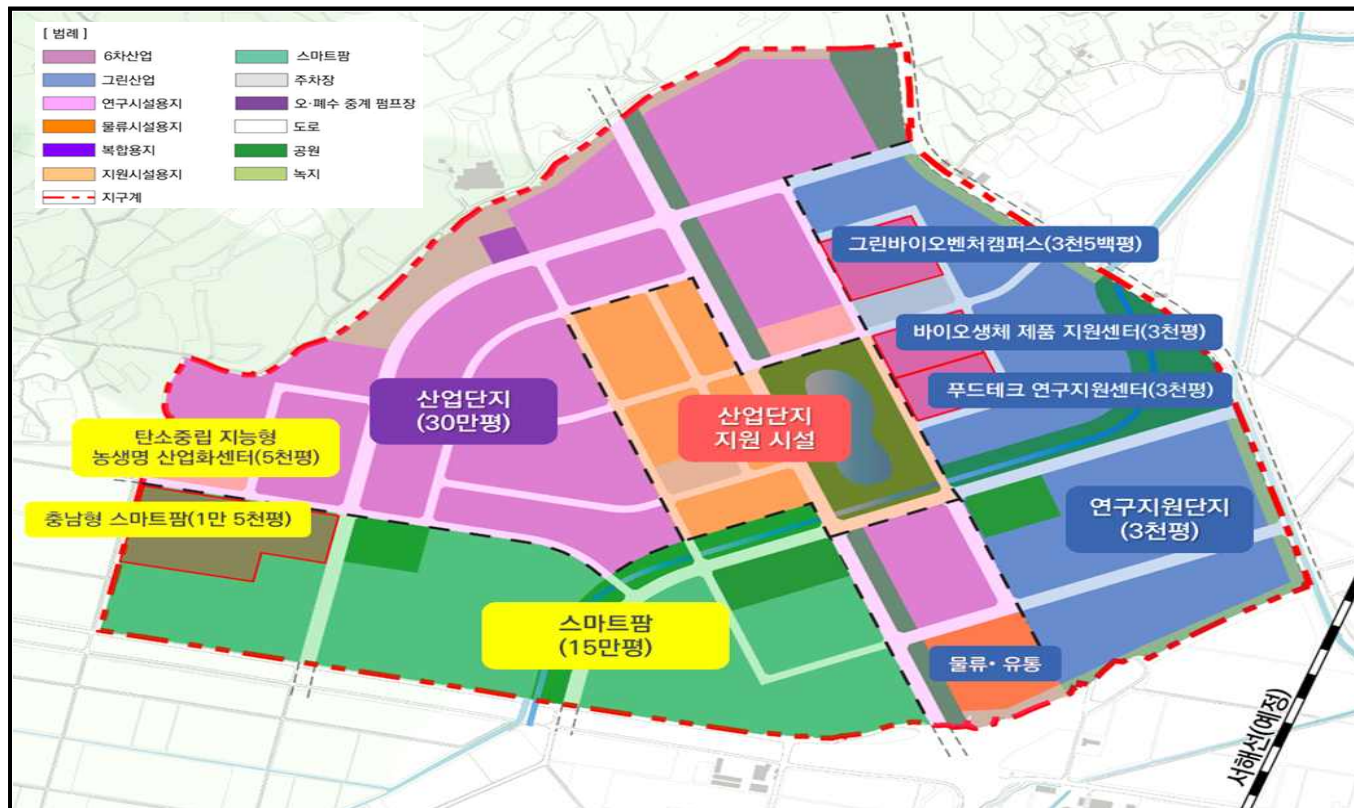 [ 범례 ]
6차산업
스마트팜
그린산업
주차장
연구시설용지
오·폐수 중계 펌프장
물류시설용지
도로
복합용지
공원
지원시설용지
녹지
지구계
그린바이오벤처캠퍼스(3천5백평)
바이오생체 제품 지원센터(3천평)
푸드테크 연구지원센터(3천평)
산업단지
(30만평)
산업단지
지원 시설
탄소중립 지능형
농생명 산업화센터(5천평)
충남형 스마트팜(1만 5천평)
연구지원단지
(3천평)
스마트팜
(15만평)
물류· 유통
서해선(예정)